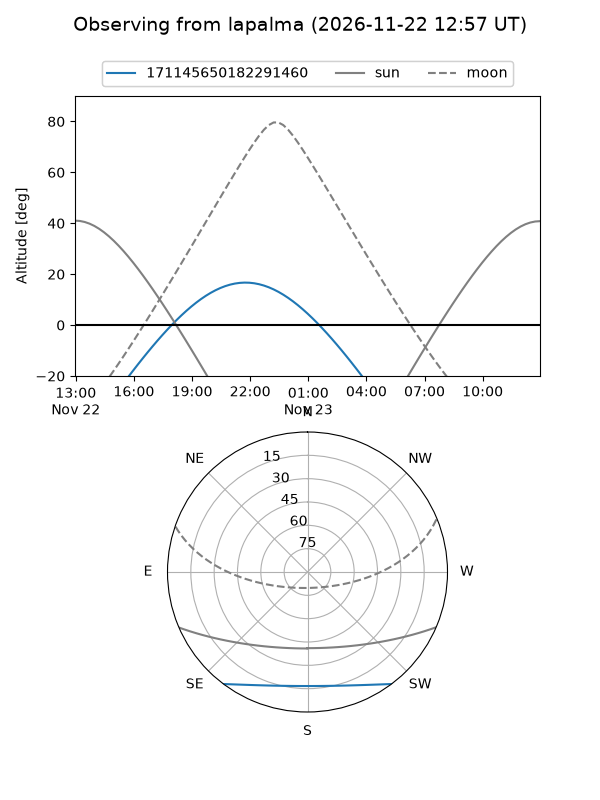 Observing from lapalma (2026-11-22 12:57 UT)
171145650182291460 sun moon
Altitude [deg]
80
60
40
20
0
−20
13:00 16:00 19:00 22:00 01:00 04:00 07:00 10:00
Nov 22 Nov 23
N
NE NW
15
30
45
60
75
E W
SE SW
S